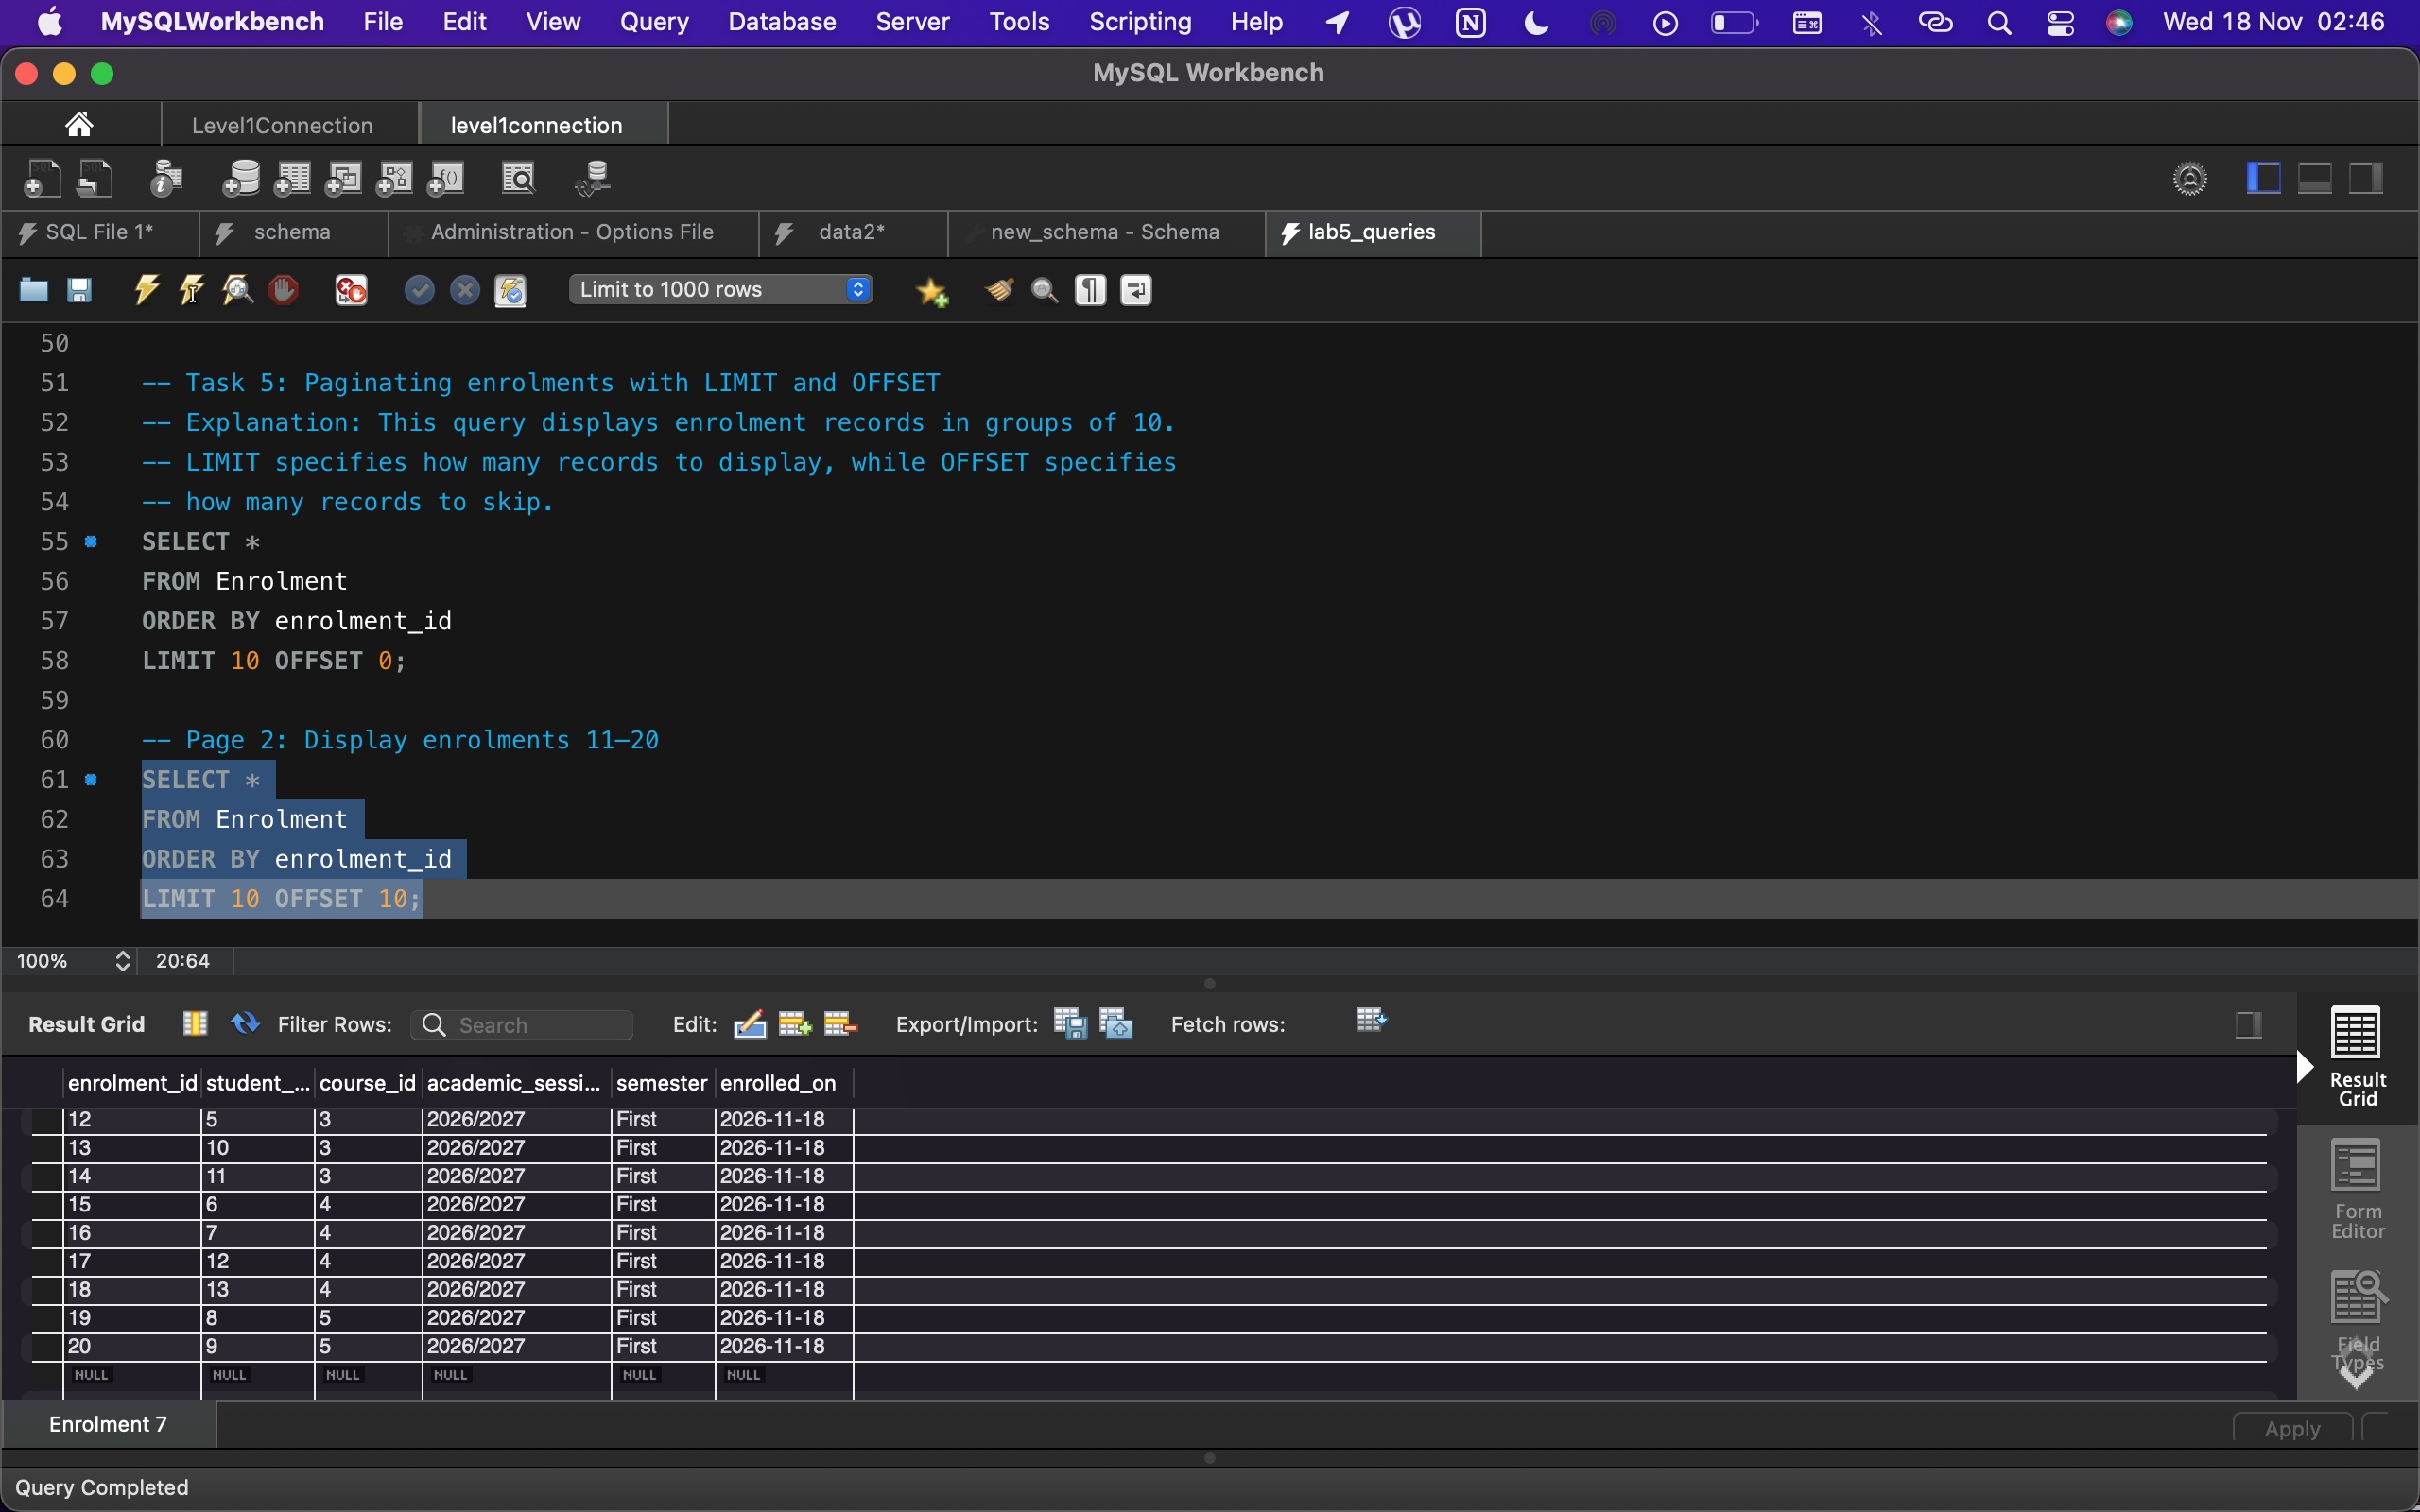 MySQLWorkbench File Edit View Query Database Server Tools Scripting Help Wed 18 Nov 02:46
MySQL Workbench
Level1Connection level1connection
SQL File 1* schema Administration - Options File data2* new_schema - Schema lab5_queries
Limit to 1000 rows
50
51 -- Task 5: Paginating enrolments with LIMIT and OFFSET
52 -- Explanation: This query displays enrolment records in groups of 10.
53 -- LIMIT specifies how many records to display, while OFFSET specifies
54 -- how many records to skip.
55 SELECT *
56 FROM Enrolment
57 ORDER BY enrolment_id
58 LIMIT 10 OFFSET 0;
59
60 -- Page 2: Display enrolments 11–20
61 SELECT *
62 FROM Enrolment
63 ORDER BY enrolment_id
64 LIMIT 10 OFFSET 10;
100% 20:64
Result Grid Filter Rows: Search Edit: Export/Import: Fetch rows:
enrolment_id student_... course_id academic_sessi... semester enrolled_on
12 5 3 2026/2027 First 2026-11-18
13 10 3 2026/2027 First 2026-11-18
14 11 3 2026/2027 First 2026-11-18
15 6 4 2026/2027 First 2026-11-18
16 7 4 2026/2027 First 2026-11-18
17 12 4 2026/2027 First 2026-11-18
18 13 4 2026/2027 First 2026-11-18
19 8 5 2026/2027 First 2026-11-18
20 9 5 2026/2027 First 2026-11-18
NULL NULL NULL NULL NULL NULL
Result
Grid
Form
Editor
Field
Types
Enrolment 7
Apply
Query Completed